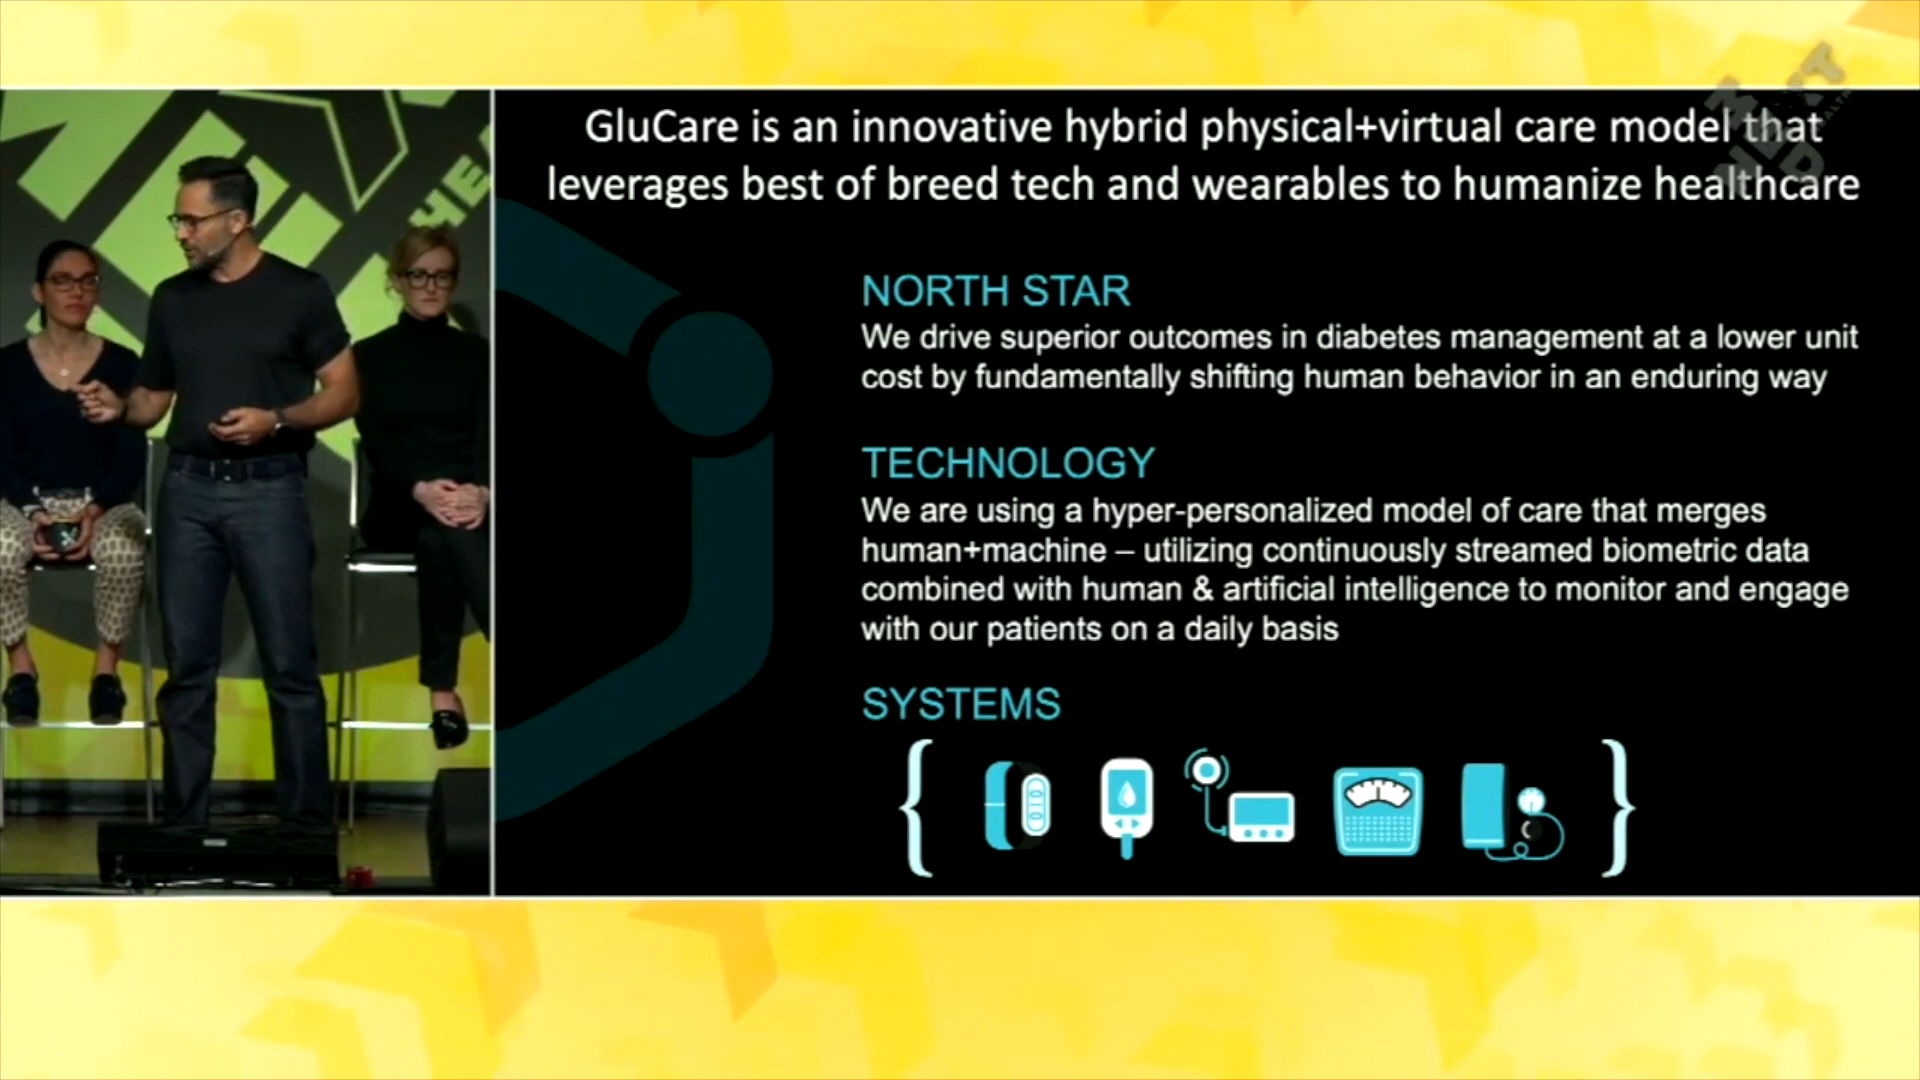 GluCare is an innovative hybrid physical+virtual care model that
leverages best of breed tech and wearables to humanize healthcare
NORTH STAR
We drive superior outcomes in diabetes management at a lower unit
cost by fundamentally shifting human behavior in an enduring way
TECHNOLOGY
We are using a hyper-personalized model of care that merges
human+machine – utilizing continuously streamed biometric data
combined with human & artificial intelligence to monitor and engage
with our patients on a daily basis
SYSTEMS